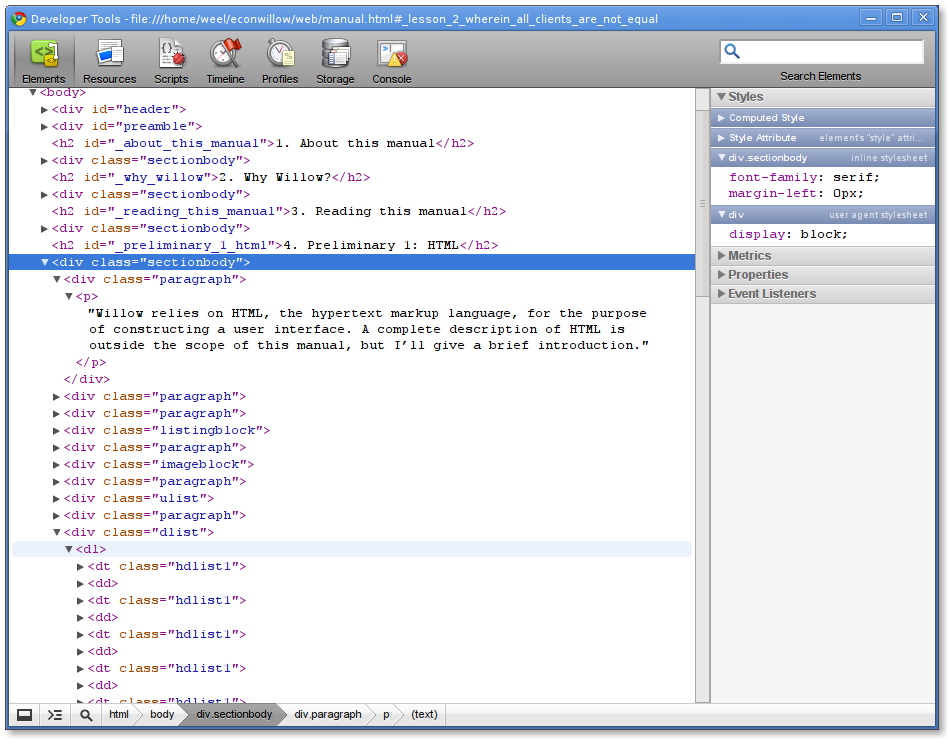 Developer Tools - file:///home/weel/econwillow/web/manual.html#_lesson_2_wherein_all_clients_are_not_equal
Elements Resources Scripts Timeline Profiles Storage Console
Search Elements
<body>
<div id="header">
<div id="preamble">
<h2 id="_about_this_manual">1. About this manual</h2>
<div class="sectionbody">
<h2 id="_why_willow">2. Why Willow?</h2>
<div class="sectionbody">
<h2 id="_reading_this_manual">3. Reading this manual</h2>
<div class="sectionbody">
<h2 id="_preliminary_1_html">4. Preliminary 1: HTML</h2>
<div class="sectionbody">
<div class="paragraph">
<p>
"Willow relies on HTML, the hypertext markup language, for the purpose
of constructing a user interface. A complete description of HTML is
outside the scope of this manual, but I’ll give a brief introduction."
</p>
</div>
<div class="paragraph">
<div class="paragraph">
<div class="listingblock">
<div class="paragraph">
<div class="imageblock">
<div class="paragraph">
<div class="ulist">
<div class="paragraph">
<div class="dlist">
<dl>
<dt class="hdlist1">
<dd>
<dt class="hdlist1">
<dd>
<dt class="hdlist1">
<dd>
<dt class="hdlist1">
<dd>
<dt class="hdlist1">
Styles
Computed Style
Style Attribute element's "style" attri...
div.sectionbody inline stylesheet
font-family: serif;
margin-left: 0px;
div user agent stylesheet
display: block;
Metrics
Properties
Event Listeners
html body div.sectionbody div.paragraph p (text)